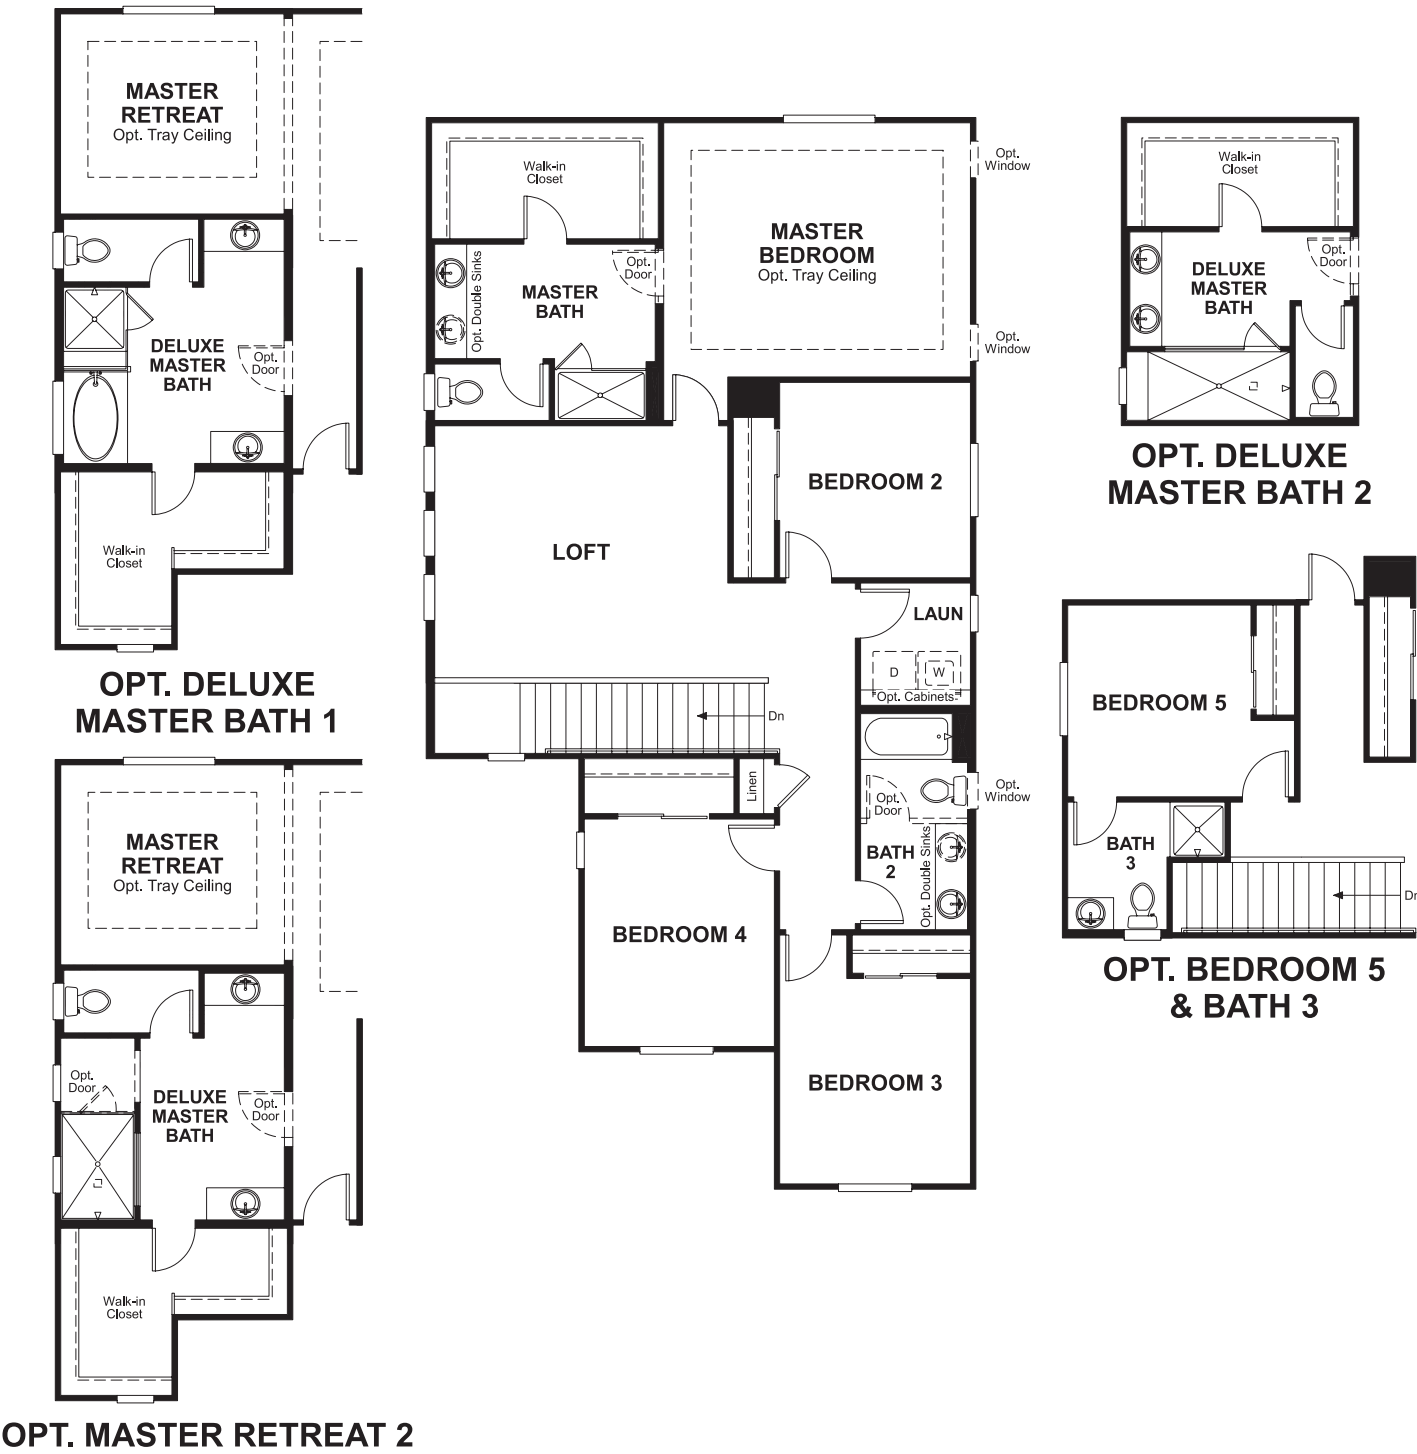 MASTER
RETREAT
Opt. Tray Ceiling
DELUXE
MASTER
BATH
Opt.
Door
Walk-in
Closet
OPT. DELUXE
MASTER BATH 1
MASTER
RETREAT
Opt. Tray Ceiling
Opt.
Door
DELUXE
MASTER
BATH
Opt.
Door
Walk-in
Closet
OPT. MASTER RETREAT 2
Walk-in
Closet
MASTER
BEDROOM
Opt. Tray Ceiling
Opt.
Window
Opt.
Window
Opt. Double Sinks
MASTER
BATH
Opt.
Door
BEDROOM 2
LOFT
LAUN
D
W
Opt. Cabinets
Dn
Linen
Opt.
Door
Opt.
Window
BATH
2
Opt. Double Sinks
BEDROOM 4
BEDROOM 3
Walk-in
Closet
DELUXE
MASTER
BATH
Opt.
Door
OPT. DELUXE
MASTER BATH 2
BEDROOM 5
BATH
3
Dn
OPT. BEDROOM 5
& BATH 3